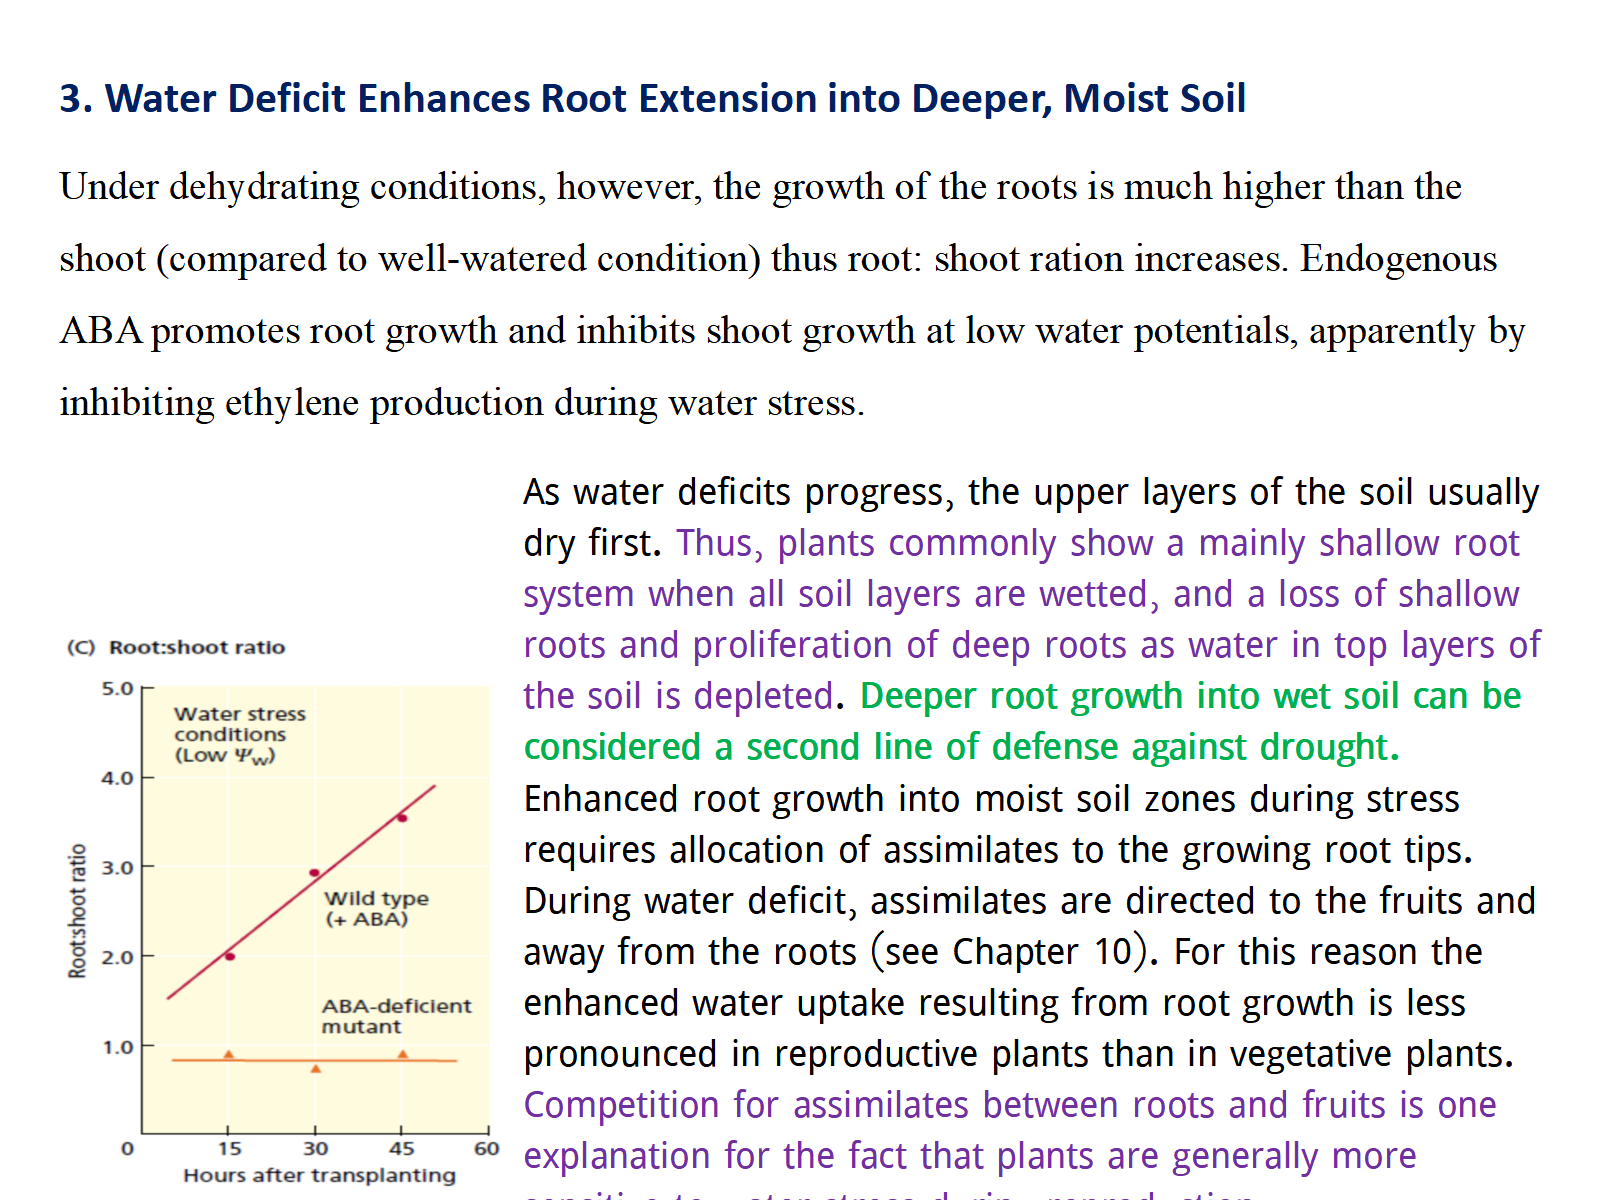 3. Water Deficit Enhances Root Extension into Deeper, Moist Soil
Under dehydrating conditions, however, the growth of the roots is much higher than the
shoot (compared to well-watered condition) thus root: shoot ration increases. Endogenous
ABA promotes root growth and inhibits shoot growth at low water potentials, apparently by
inhibiting ethylene production during water stress.
(C) Root:shoot ratio
5.0
Water stress
conditions
(Low Ψw)
4.0
3.0
Wild type
(+ ABA)
2.0
ABA-deficient
mutant
1.0
Root:shoot ratio
0 15 30 45 60
Hours after transplanting
As water deficits progress, the upper layers of the soil usually
dry first. Thus, plants commonly show a mainly shallow root
system when all soil layers are wetted, and a loss of shallow
roots and proliferation of deep roots as water in top layers of
the soil is depleted. Deeper root growth into wet soil can be
considered a second line of defense against drought.
Enhanced root growth into moist soil zones during stress
requires allocation of assimilates to the growing root tips.
During water deficit, assimilates are directed to the fruits and
away from the roots (see Chapter 10). For this reason the
enhanced water uptake resulting from root growth is less
pronounced in reproductive plants than in vegetative plants.
Competition for assimilates between roots and fruits is one
explanation for the fact that plants are generally more